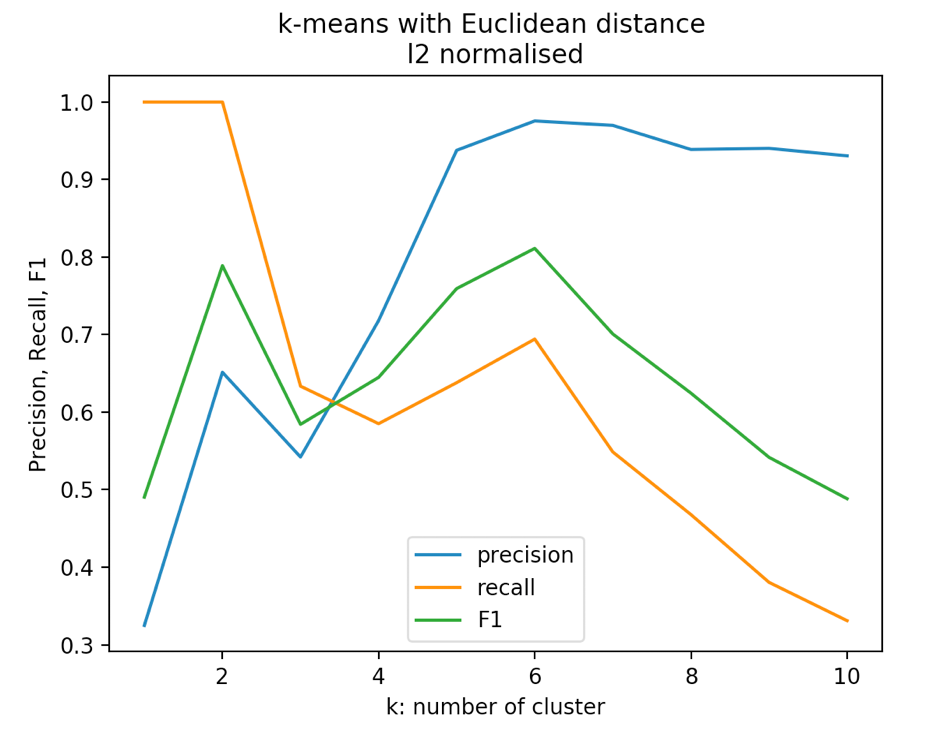 k-means with Euclidean distance
l2 normalised
Precision, Recall, F1
1.0
0.9
0.8
0.7
0.6
0.5
0.4
0.3
precision
recall
F1
2 4 6 8 10
k: number of cluster